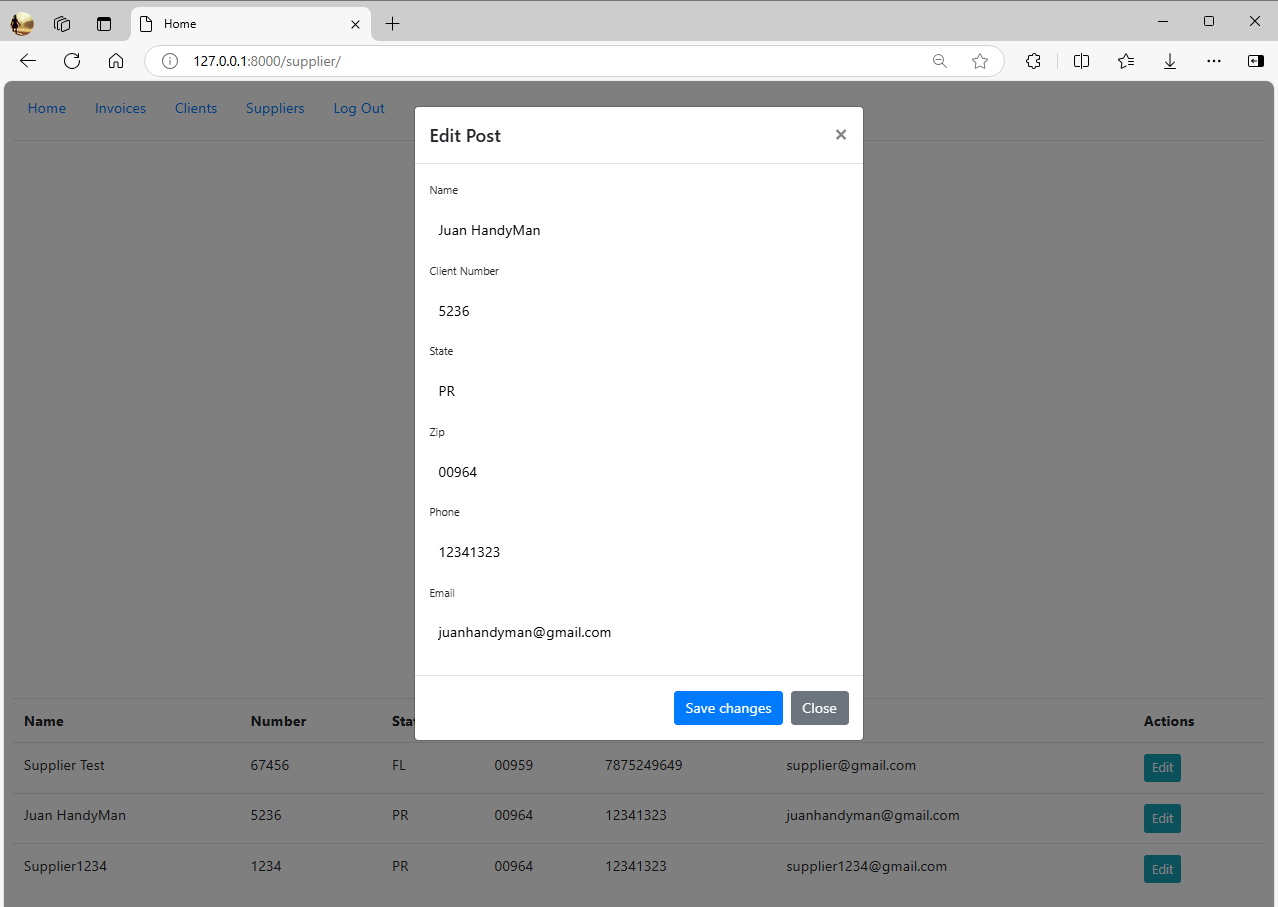 Home
127.0.0.1:8000/supplier/
Home Invoices Clients Suppliers Log Out
Edit Post ×
Name
Juan HandyMan
Client Number
5236
State
PR
Zip
00964
Phone
12341323
Email
juanhandyman@gmail.com
Save changes Close
Name Number Sta Actions
Supplier Test 67456 FL 00959 7875249649 supplier@gmail.com Edit
Juan HandyMan 5236 PR 00964 12341323 juanhandyman@gmail.com Edit
Supplier1234 1234 PR 00964 12341323 supplier1234@gmail.com Edit